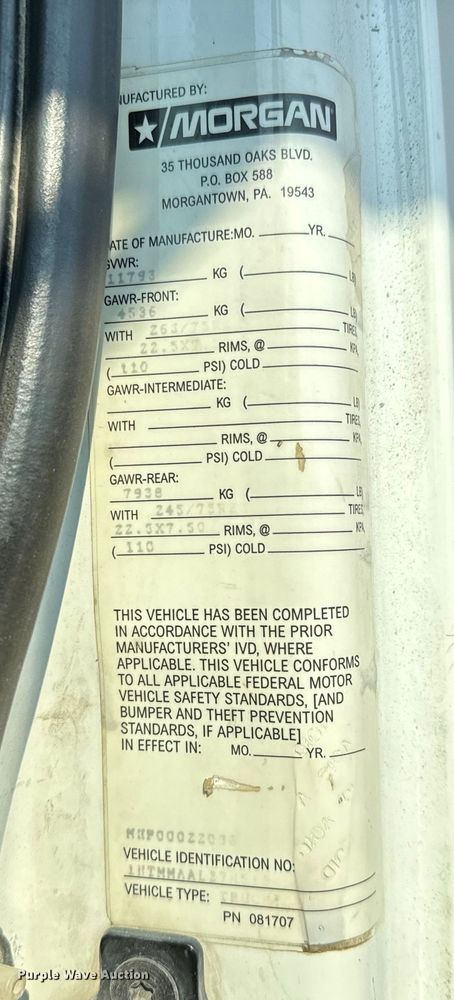 NUFACTURED BY:
MORGAN
35 THOUSAND OAKS BLVD.
P.O. BOX 588
MORGANTOWN, PA. 19543
ATE OF MANUFACTURE:MO. YR.
GVWR:
11793 KG ( LB
GAWR-FRONT:
4536 KG ( LB
WITH TIRES
RIMS, @ KPA
( 110 PSI) COLD
GAWR-INTERMEDIATE:
KG ( LB
WITH TIRES
RIMS, @ KPA
( PSI) COLD
GAWR-REAR:
7938 KG ( LB
WITH TIRES
22.5X7.50 RIMS, @ KPA
( 110 PSI) COLD
THIS VEHICLE HAS BEEN COMPLETED
IN ACCORDANCE WITH THE PRIOR
MANUFACTURERS' IVD, WHERE
APPLICABLE. THIS VEHICLE CONFORMS
TO ALL APPLICABLE FEDERAL MOTOR
VEHICLE SAFETY STANDARDS, [AND
BUMPER AND THEFT PREVENTION
STANDARDS, IF APPLICABLE]
IN EFFECT IN: MO. YR.
VEHICLE IDENTIFICATION NO:
VEHICLE TYPE:
PN 081707
Purple Wave Auction